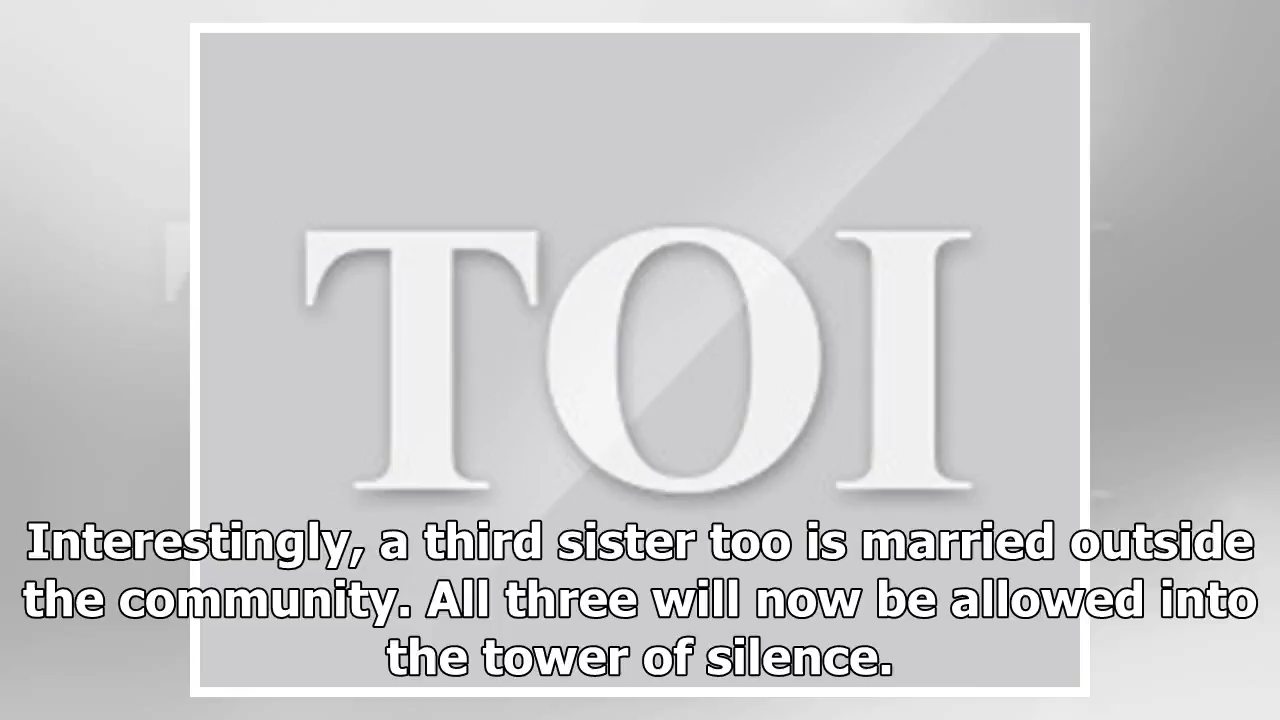 TOI
Interestingly, a third sister too is married outside
the community. All three will now be allowed into
the tower of silence.